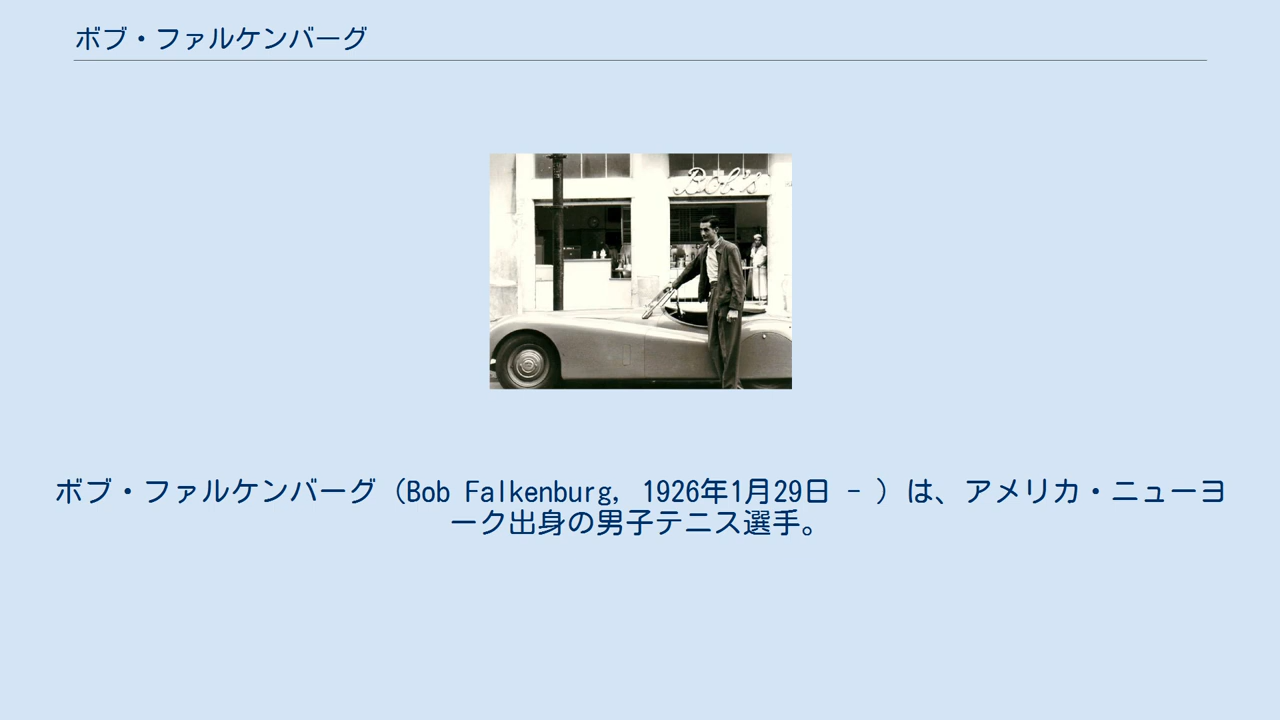 ボブ・ファルケンバーグ
Bob's
ボブ・ファルケンバーグ（Bob Falkenburg, 1926年1月29日 - ）は、アメリカ・ニューヨ
ーク出身の男子テニス選手。